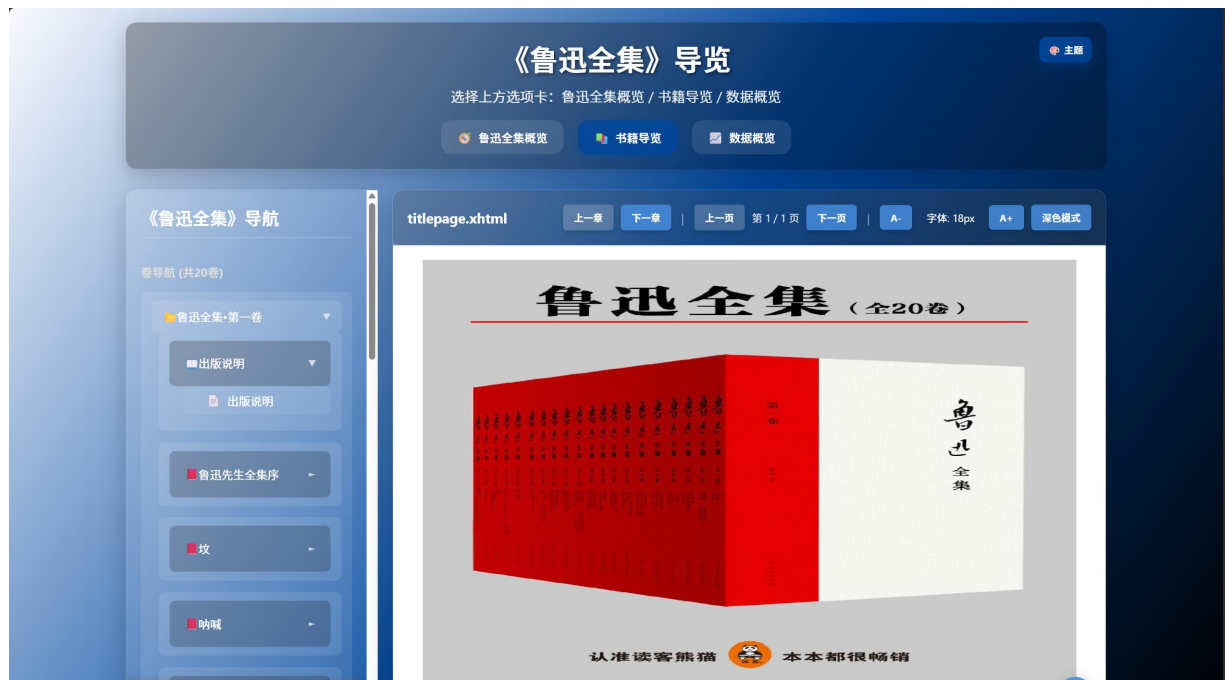 《鲁迅全集》导览
主题
选择上方选项卡：鲁迅全集概览 / 书籍导览 / 数据概览
鲁迅全集概览 书籍导览 数据概览
《鲁迅全集》导航
卷导航 (共20卷)
鲁迅全集·第一卷
出版说明
出版说明
鲁迅先生全集序
坟
呐喊
titlepage.xhtml 上一章 下一章 | 上一页 第 1 / 1 页 下一页 | A- 字体: 18px A+ 深色模式
鲁迅全集（全20卷）
第一卷
鲁迅
全集
认准读客熊猫 本本都很畅销